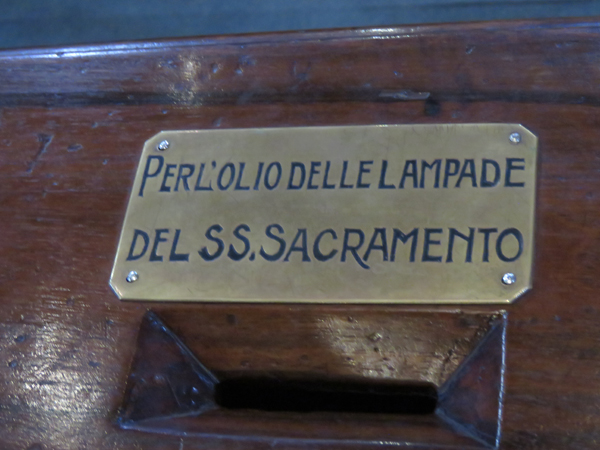 PER L'OLIO DELLE LAMPADE
DEL SS. SACRAMENTO